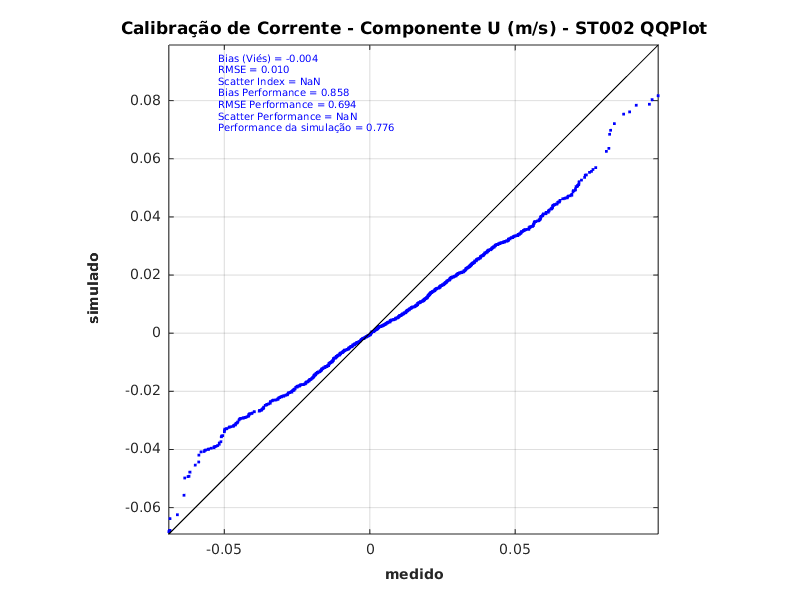 Calibração de Corrente - Componente U (m/s) - ST002 QQPlot
Bias (Viés) = -0.004
RMSE = 0.010
Scatter Index = NaN
Bias Performance = 0.858
RMSE Performance = 0.694
Scatter Performance = NaN
Performance da simulação = 0.776
0.08
0.06
0.04
0.02
0
-0.02
-0.04
-0.06
simulado
-0.05
0
0.05
medido